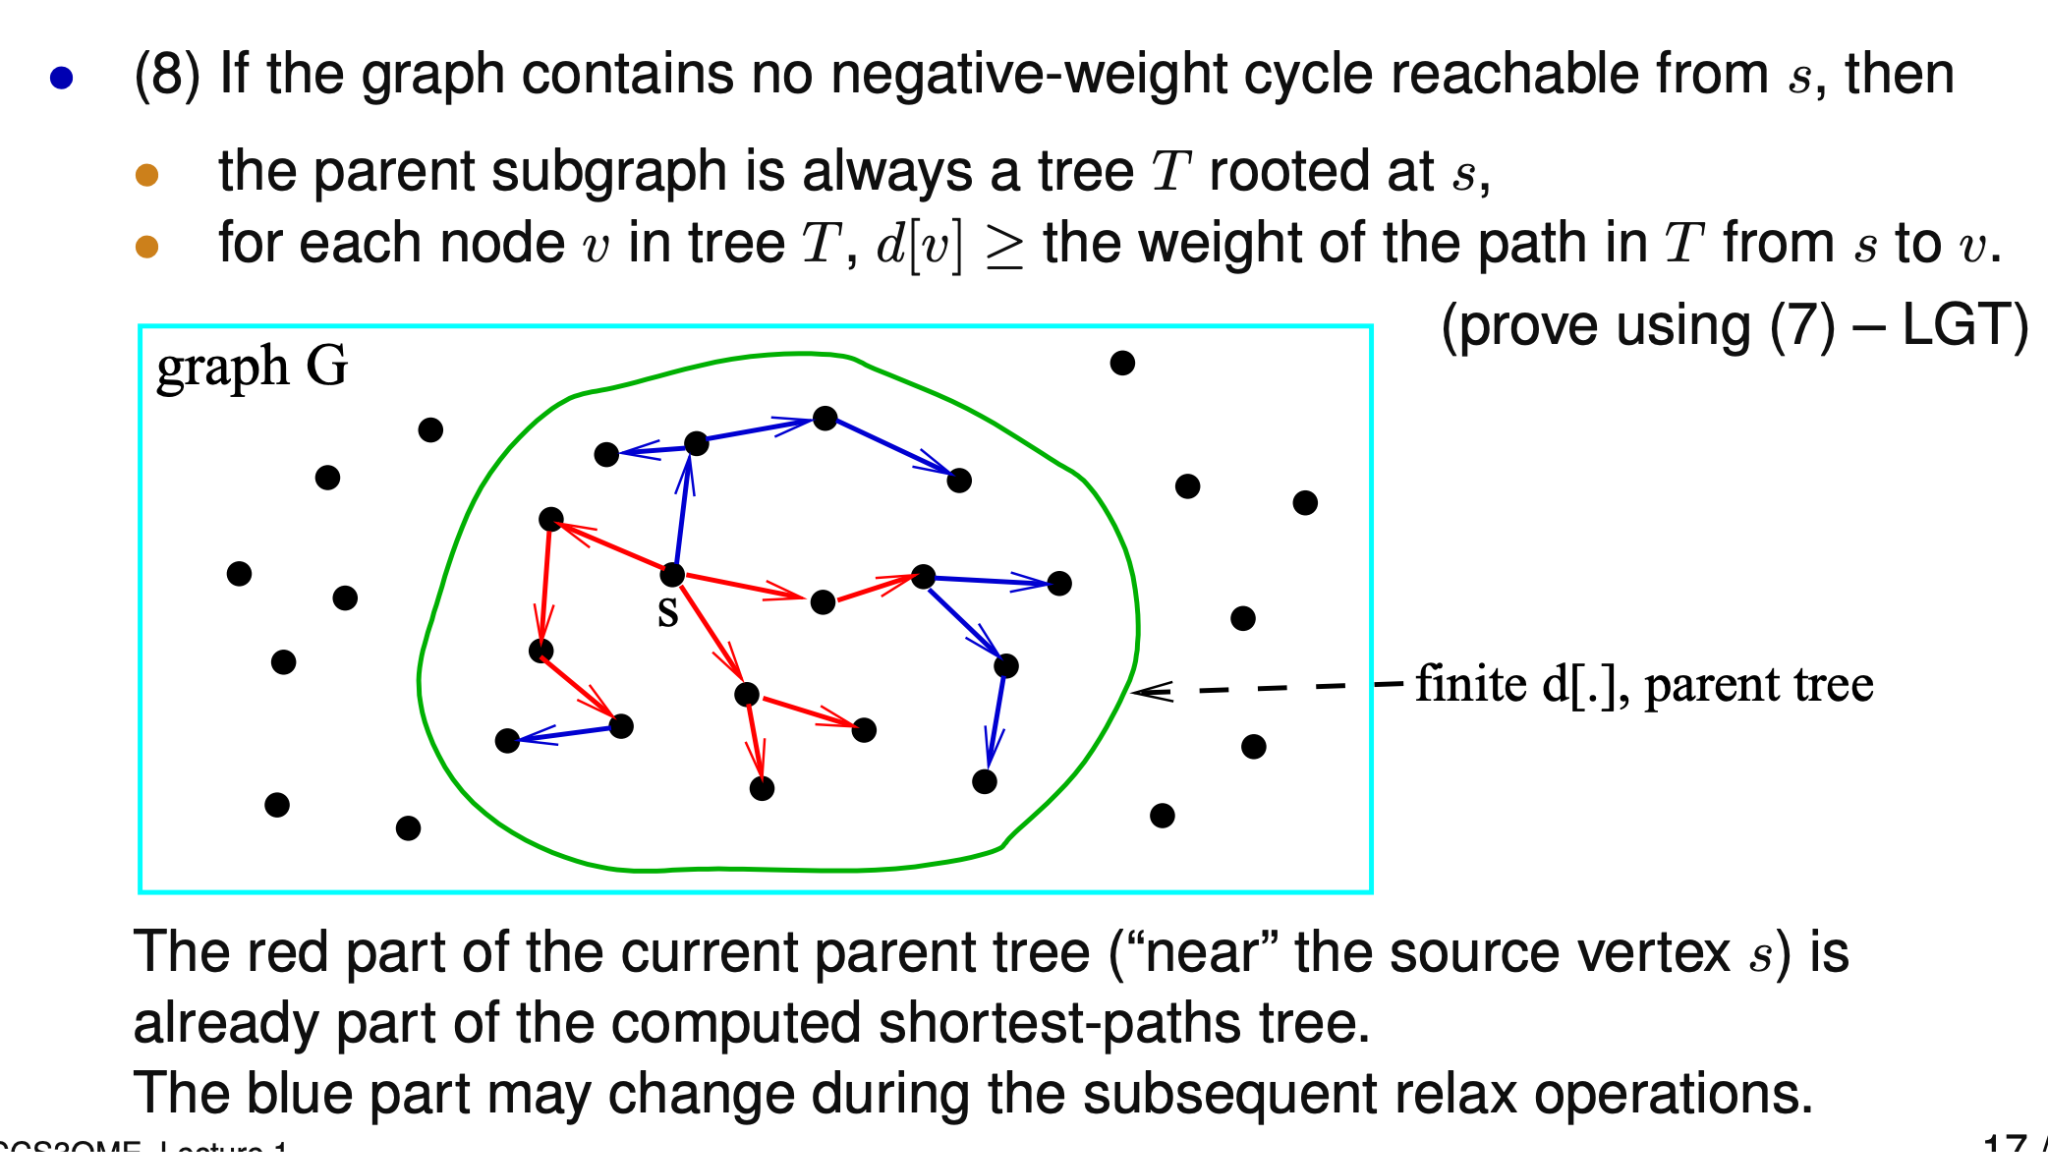 (8) If the graph contains no negative-weight cycle reachable from s, then
the parent subgraph is always a tree T rooted at s,
for each node v in tree T, d[v] ≥ the weight of the path in T from s to v.
(prove using (7) – LGT)
graph G
s
finite d[.], parent tree
The red part of the current parent tree (“near” the source vertex s) is
already part of the computed shortest-paths tree.
The blue part may change during the subsequent relax operations.
Lecture 1
17 /